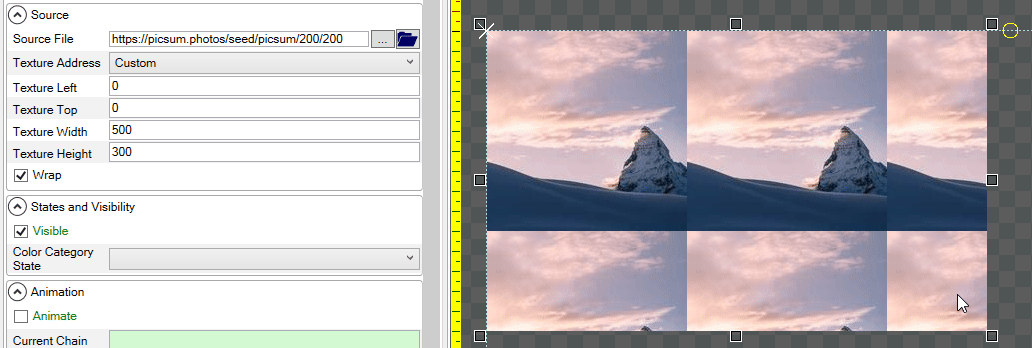 Source
Source File https://picsum.photos/seed/picsum/200/200 ...
Texture Address Custom
Texture Left 0
Texture Top 0
Texture Width 500
Texture Height 300
Wrap
States and Visibility
Visible
Color Category
State
Animation
Animate
Current Chain